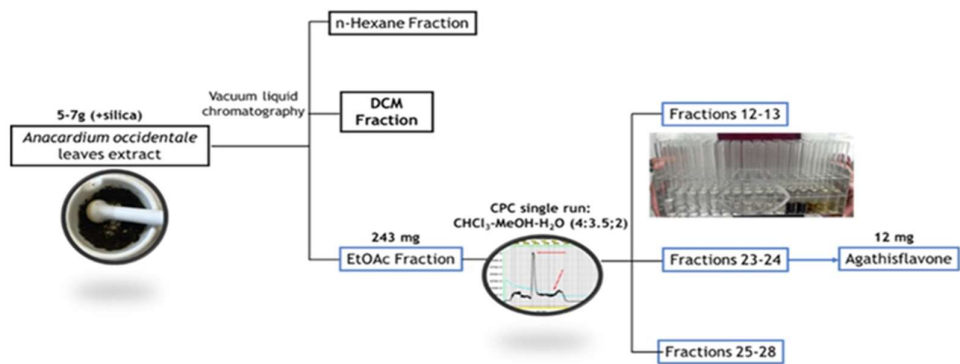 n-Hexane Fraction
Vacuum liquid
chromatography
DCM
Fraction
5-7g (+silica)
Anacardium occidentale
leaves extract
Fractions 12-13
CPC single run:
CHCl₃-MeOH-H₂O (4:3.5;2)
243 mg
EtOAc Fraction
Fractions 23-24
12 mg
Agathisflavone
Fractions 25-28